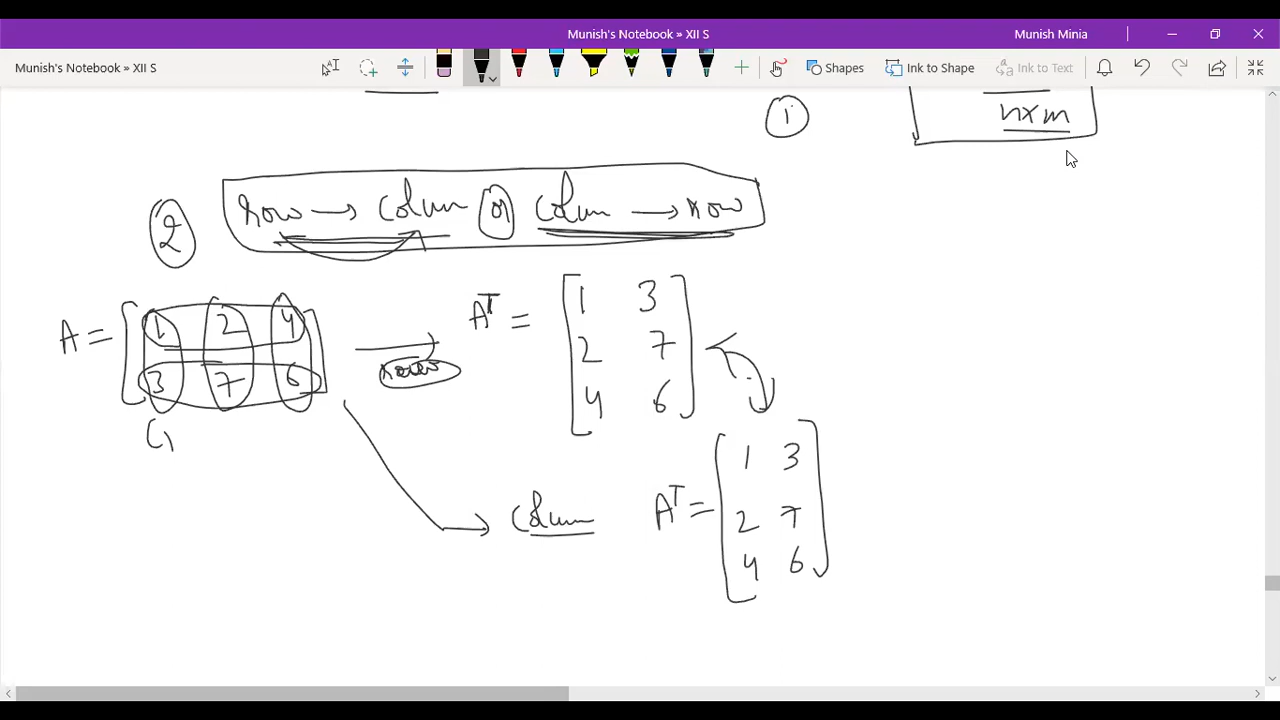 Munish's Notebook » XII S
Munish Minia
Munish's Notebook » XII S
Shapes
Ink to Shape
Ink to Text
1
n×m
2
row → Column or Column → row
A = [ 1 2 4
3 7 6 ]
C1
rows
A^T = [ 1 3
2 7
4 6 ]
Column
A^T = [ 1 3
2 7
4 6 ]